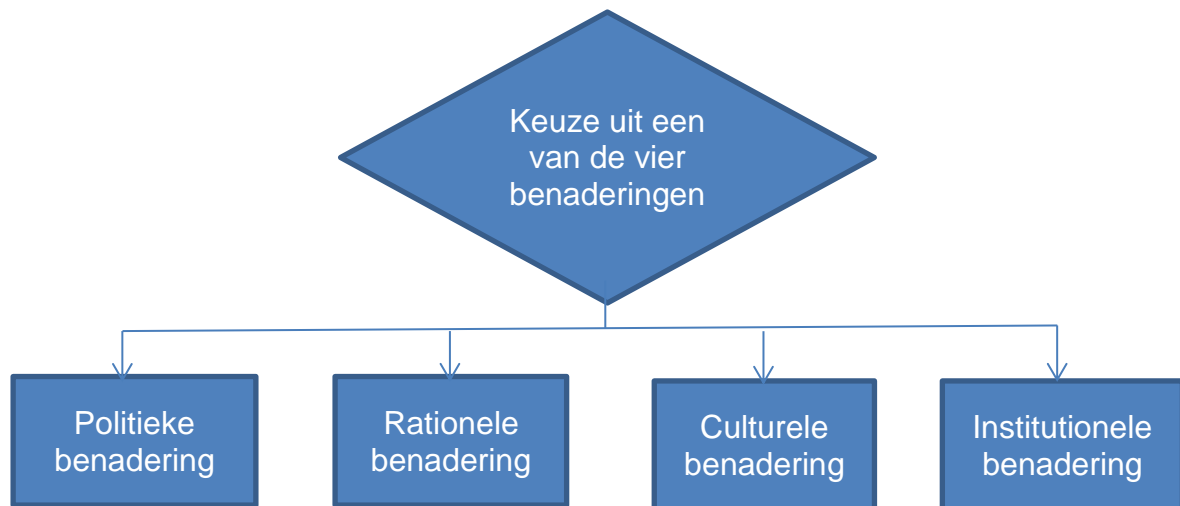 Keuze uit een
van de vier
benaderingen
Politieke
benadering
Rationele
benadering
Culturele
benadering
Institutionele
benadering